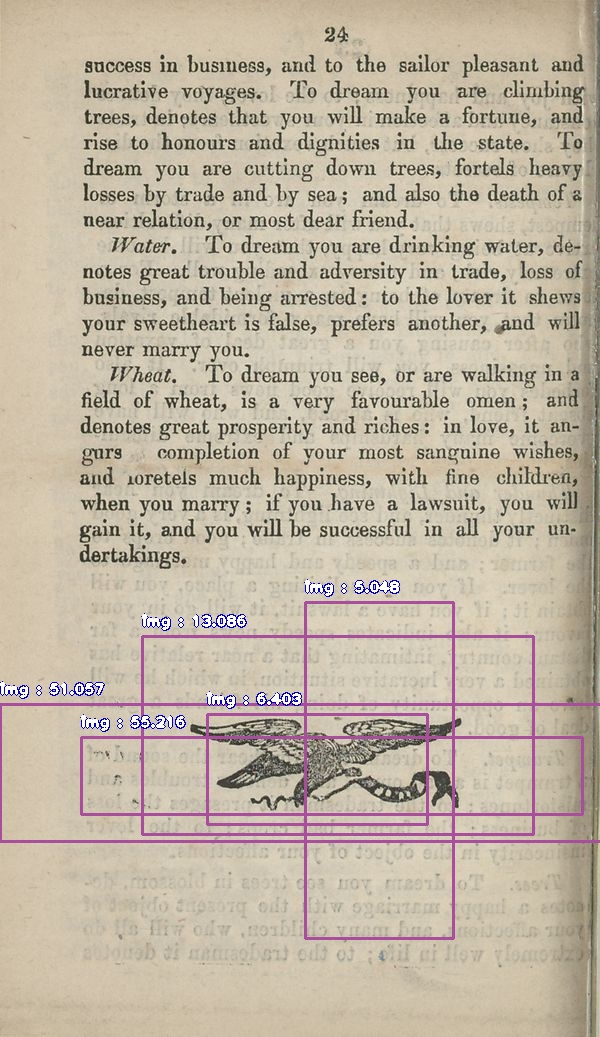 24
success in business, and to the sailor pleasant and
lucrative voyages. To dream you are climbing
trees, denotes that you will make a fortune, and
rise to honours and dignities in the state. To
dream you are cutting down trees, fortels heavy
losses by trade and by sea; and also the death of a
near relation, or most dear friend.
Water. To dream you are drinking water, de-
notes great trouble and adversity in trade, loss of
business, and being arrested: to the lover it shews
your sweetheart is false, prefers another, and will
never marry you.
Wheat. To dream you see, or are walking in a
field of wheat, is a very favourable omen; and
denotes great prosperity and riches: in love, it au-
gurs completion of your most sanguine wishes,
and foretels much happiness, with fine children,
when you marry; if you have a lawsuit, you will
gain it, and you will be successful in all your un-
dertakings.
img : 5.048
img : 13.086
img : 51.057
img : 6.403
img : 55.216